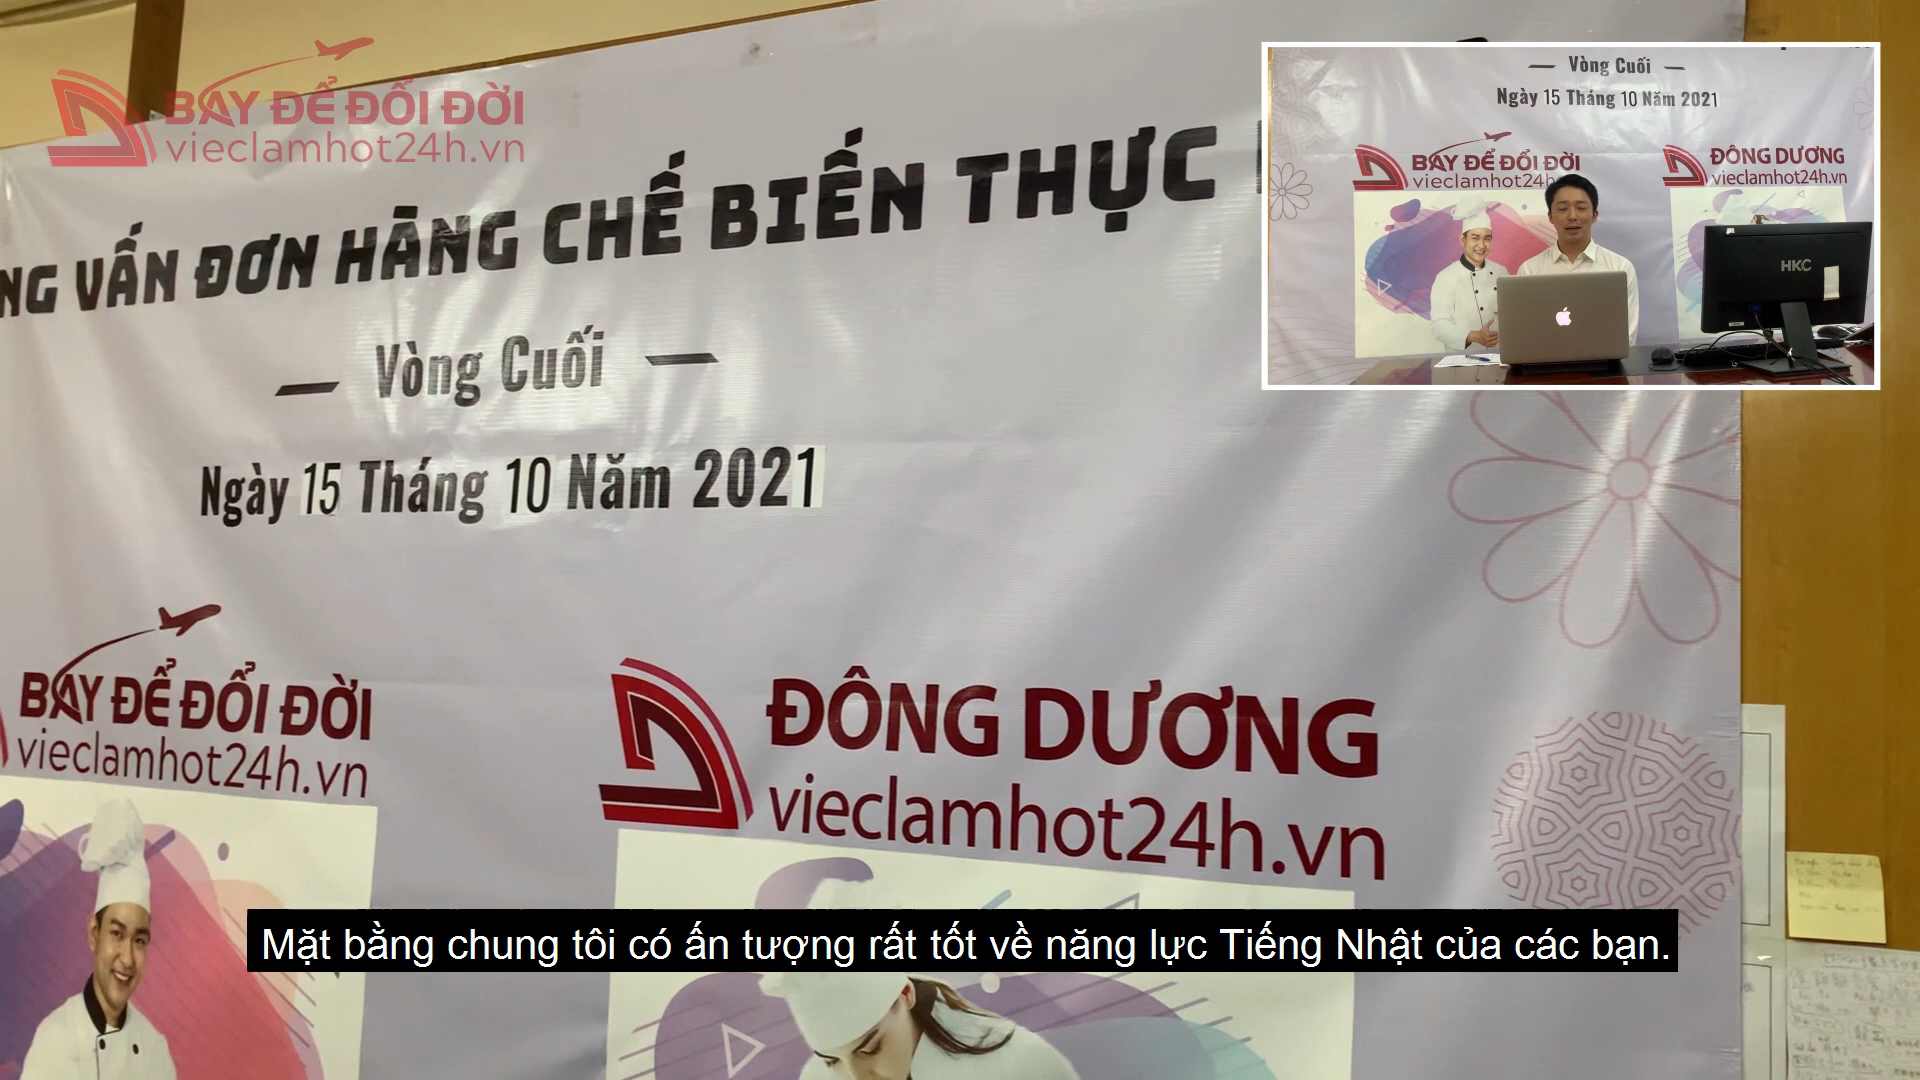 BAY ĐỂ ĐỔI ĐỜI
vieclamhot24h.vn
NG VẤN ĐƠN HÀNG CHẾ BIẾN THỰC
— Vòng Cuối —
Ngày 15 Tháng 10 Năm 2021
BAY ĐỂ ĐỔI ĐỜI
vieclamhot24h.vn
ĐÔNG DƯƠNG
vieclamhot24h.vn
— Vòng Cuối —
Ngày 15 Tháng 10 Năm 2021
BAY ĐỂ ĐỔI ĐỜI
vieclamhot24h
ĐÔNG DƯƠNG
vieclamhot24h.vn
HKC
Mặt bằng chung tôi có ấn tượng rất tốt về năng lực Tiếng Nhật của các bạn.